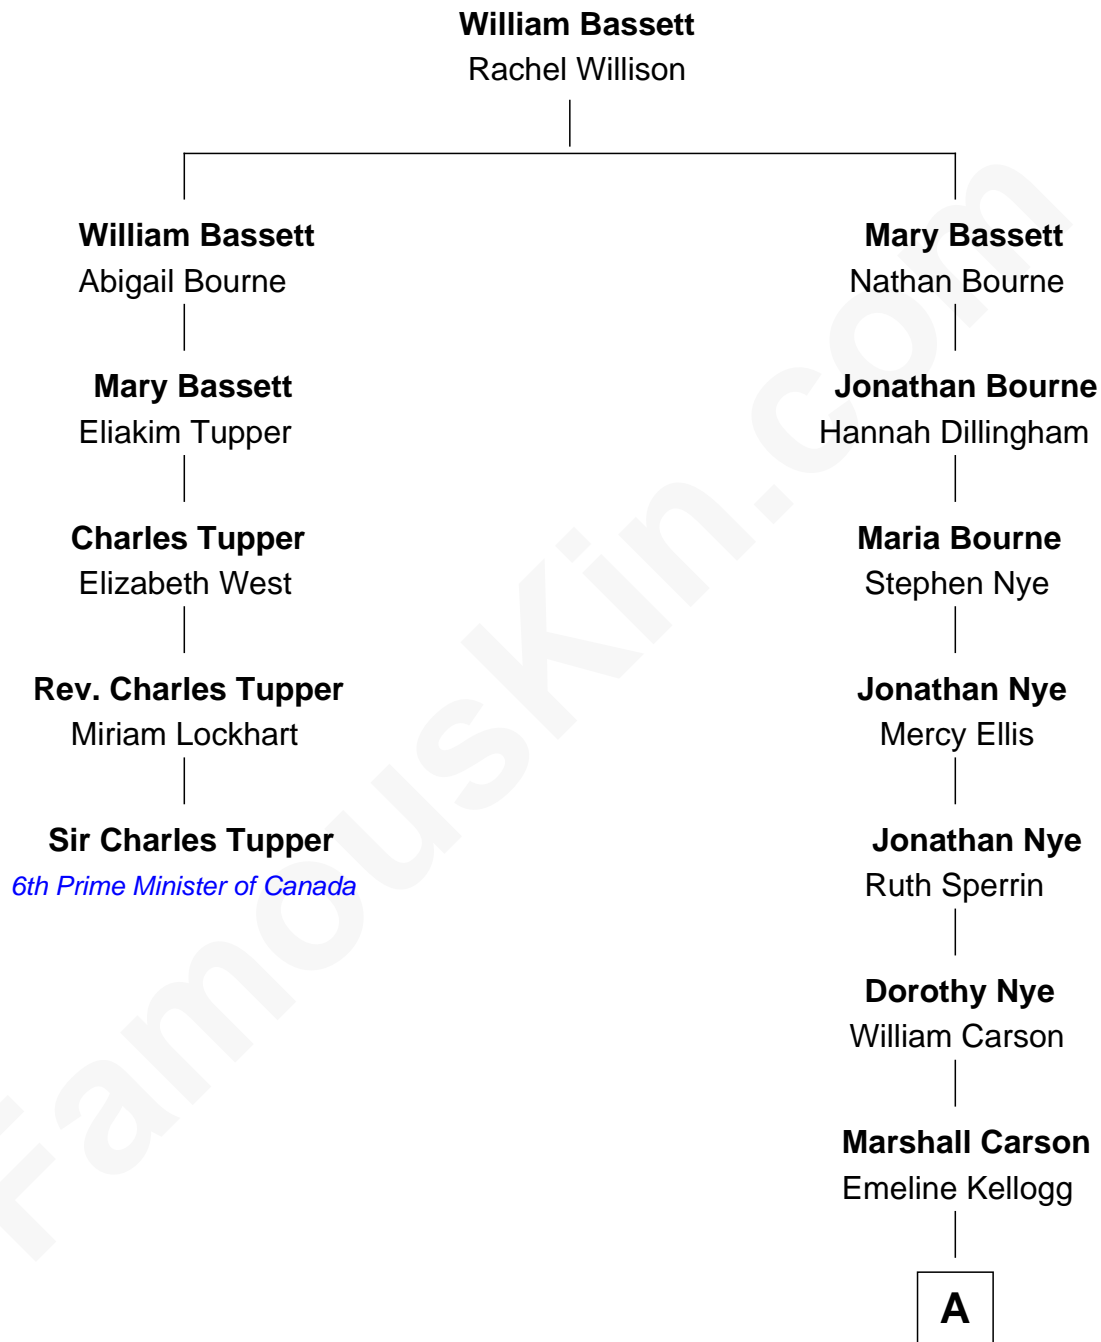 William Bassett
Rachel Willison
William Bassett
Abigail Bourne
Mary Bassett
Eliakim Tupper
Charles Tupper
Elizabeth West
Rev. Charles Tupper
Miriam Lockhart
Sir Charles Tupper
6th Prime Minister of Canada
Mary Bassett
Nathan Bourne
Jonathan Bourne
Hannah Dillingham
Maria Bourne
Stephen Nye
Jonathan Nye
Mercy Ellis
Jonathan Nye
Ruth Sperrin
Dorothy Nye
William Carson
Marshall Carson
Emeline Kellogg
A
FamousKin.com